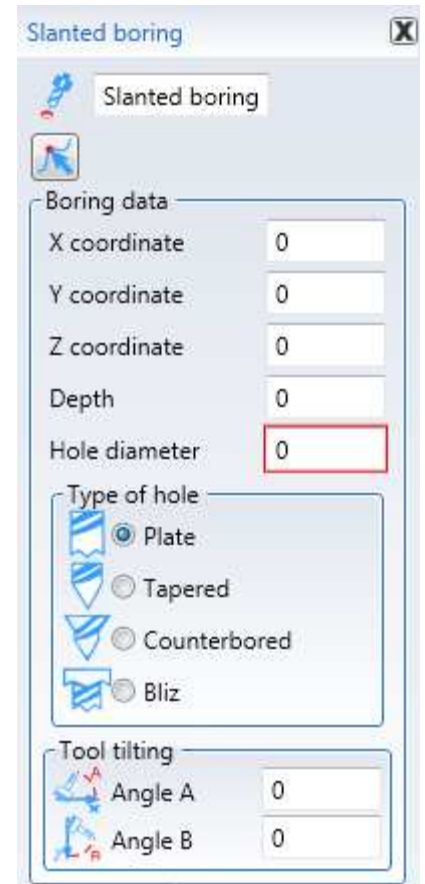 Slanted boring
Slanted boring
Boring data
X coordinate 0
Y coordinate 0
Z coordinate 0
Depth 0
Hole diameter 0
Type of hole
Plate
Tapered
Counterbored
Bliz
Tool tilting
Angle A 0
Angle B 0